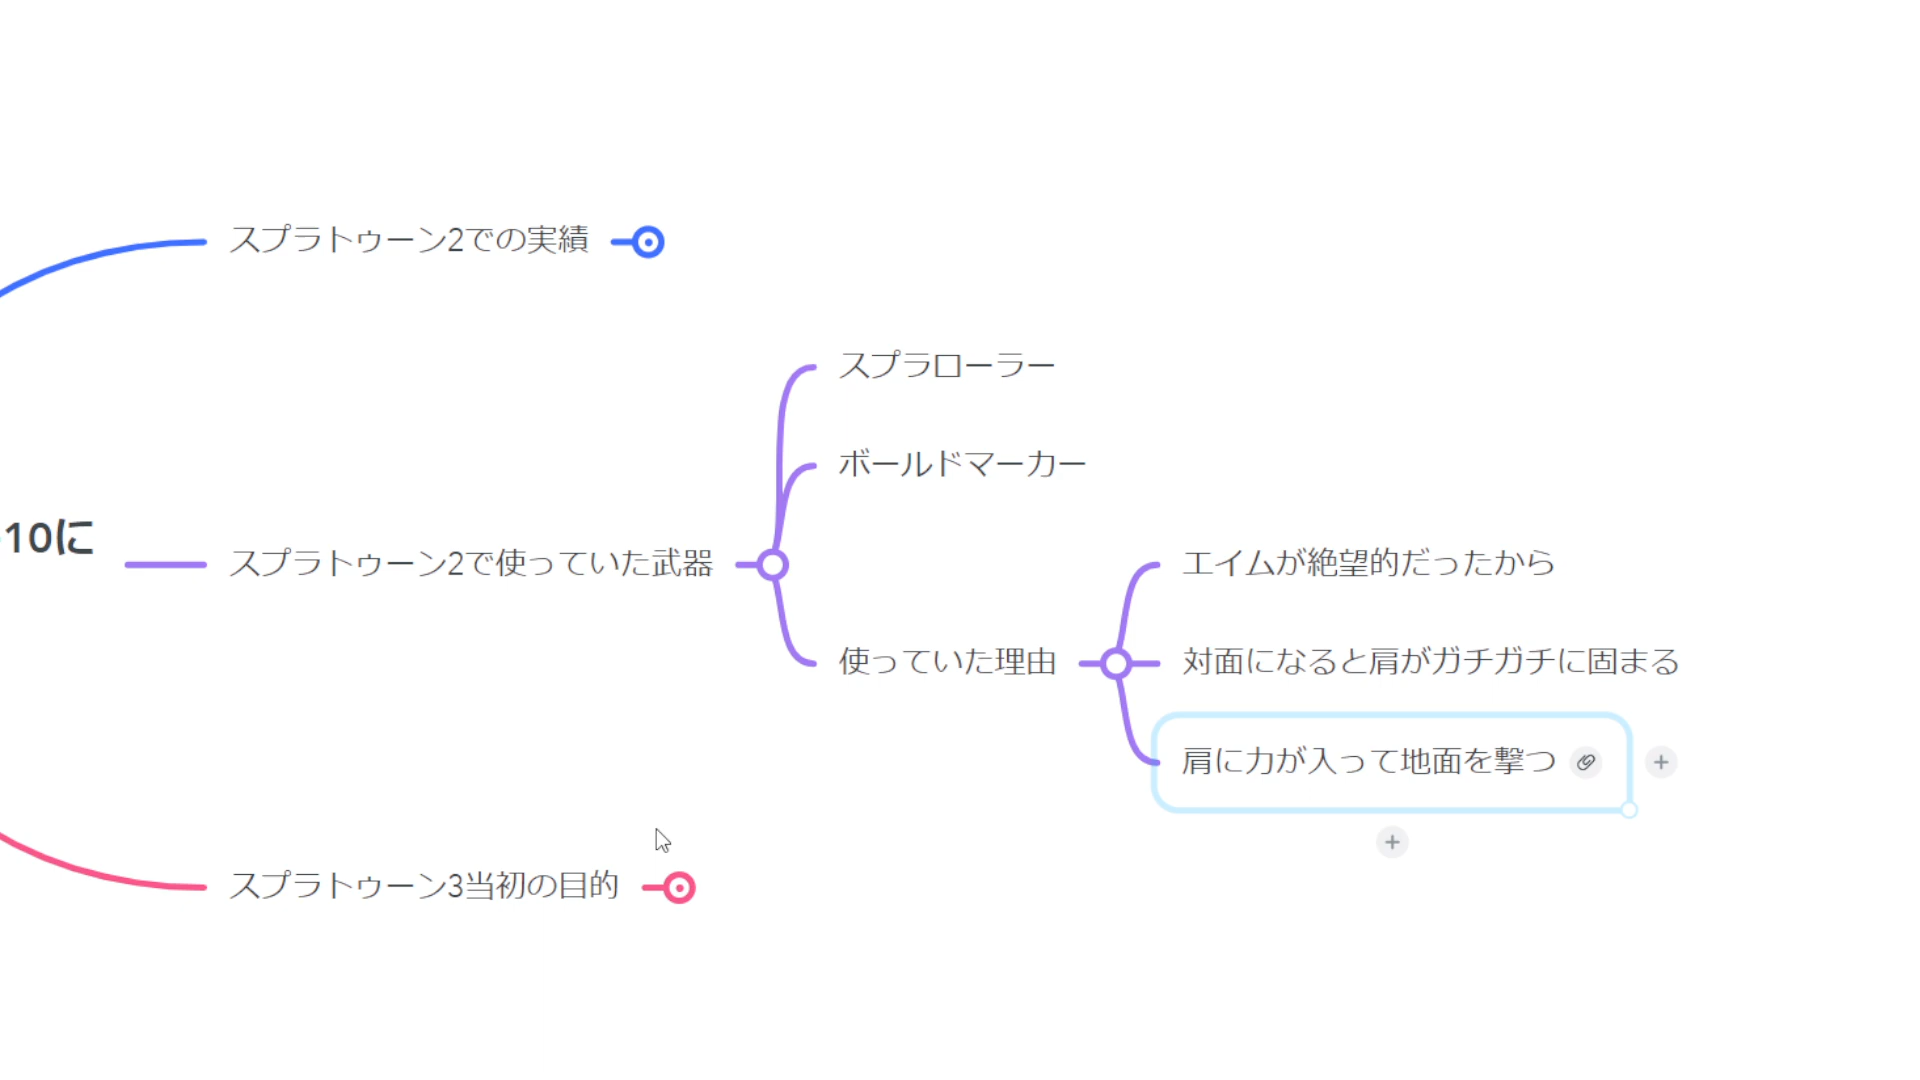 スプラトゥーン2での実績
スプラローラー
ボールドマーカー
10に
スプラトゥーン2で使っていた武器
エイムが絶望的だったから
使っていた理由
対面になると肩がガチガチに固まる
肩に力が入って地面を撃つ
スプラトゥーン3当初の目的